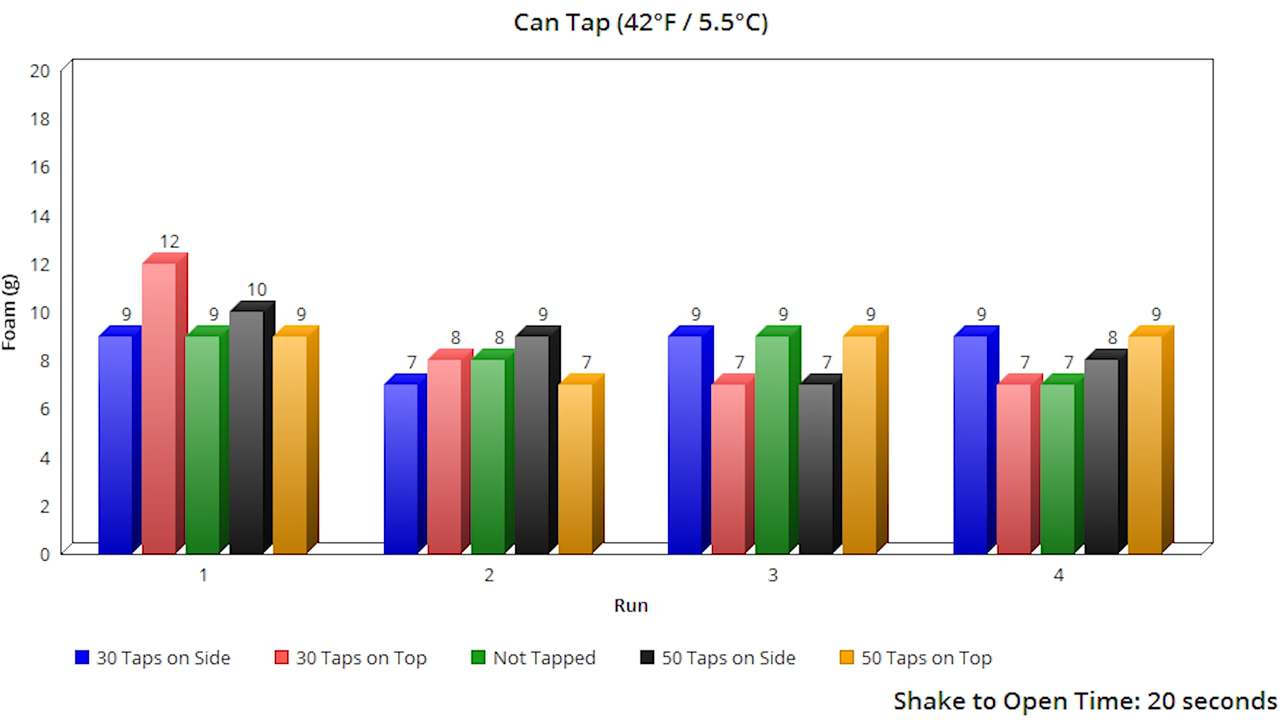 Can Tap (42°F / 5.5°C)
20
18
16
14
12
10
8
6
4
2
0
Foam (g)
9 12 9 10 9
7 8 8 9 7
9 7 9 7 9
9 7 7 8 9
1 2 3 4
Run
30 Taps on Side 30 Taps on Top Not Tapped 50 Taps on Side 50 Taps on Top
Shake to Open Time: 20 seconds